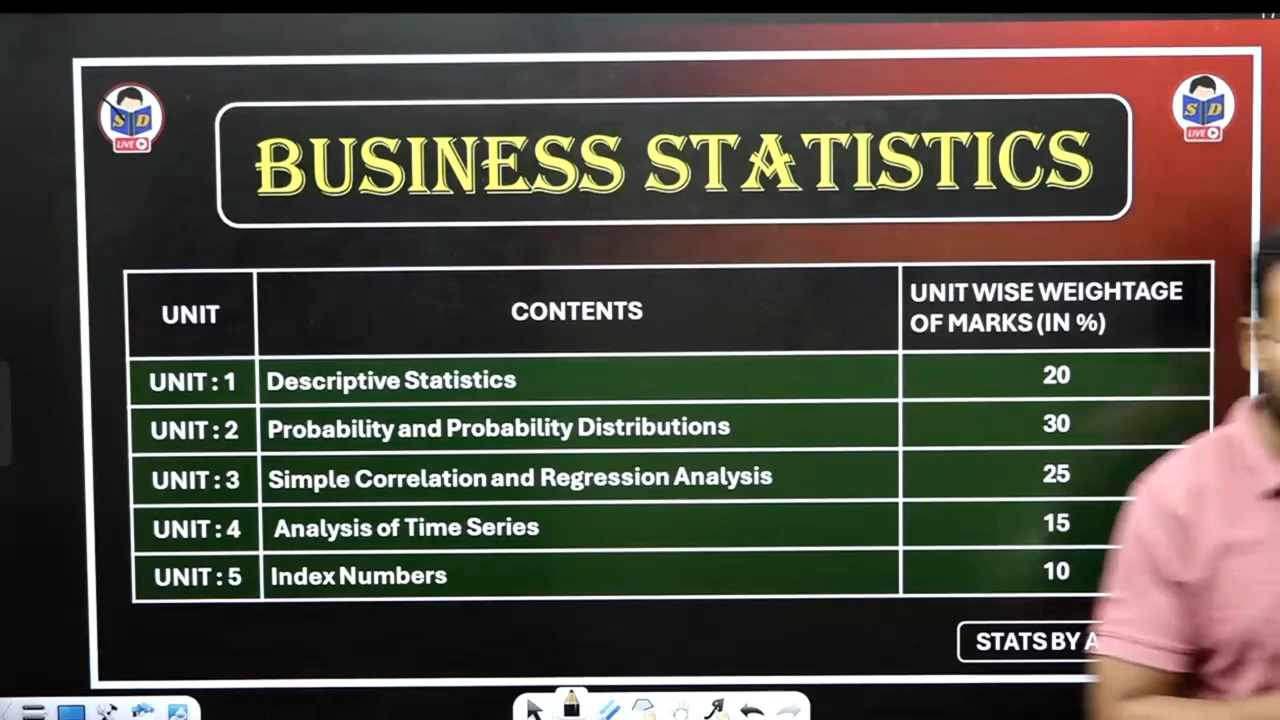 S D
LIVE
S D
LIVE
BUSINESS STATISTICS
UNIT
CONTENTS
UNIT WISE WEIGHTAGE
OF MARKS (IN %)
UNIT : 1 Descriptive Statistics 20
UNIT : 2 Probability and Probability Distributions 30
UNIT : 3 Simple Correlation and Regression Analysis 25
UNIT : 4 Analysis of Time Series 15
UNIT : 5 Index Numbers 10
STATS BY A